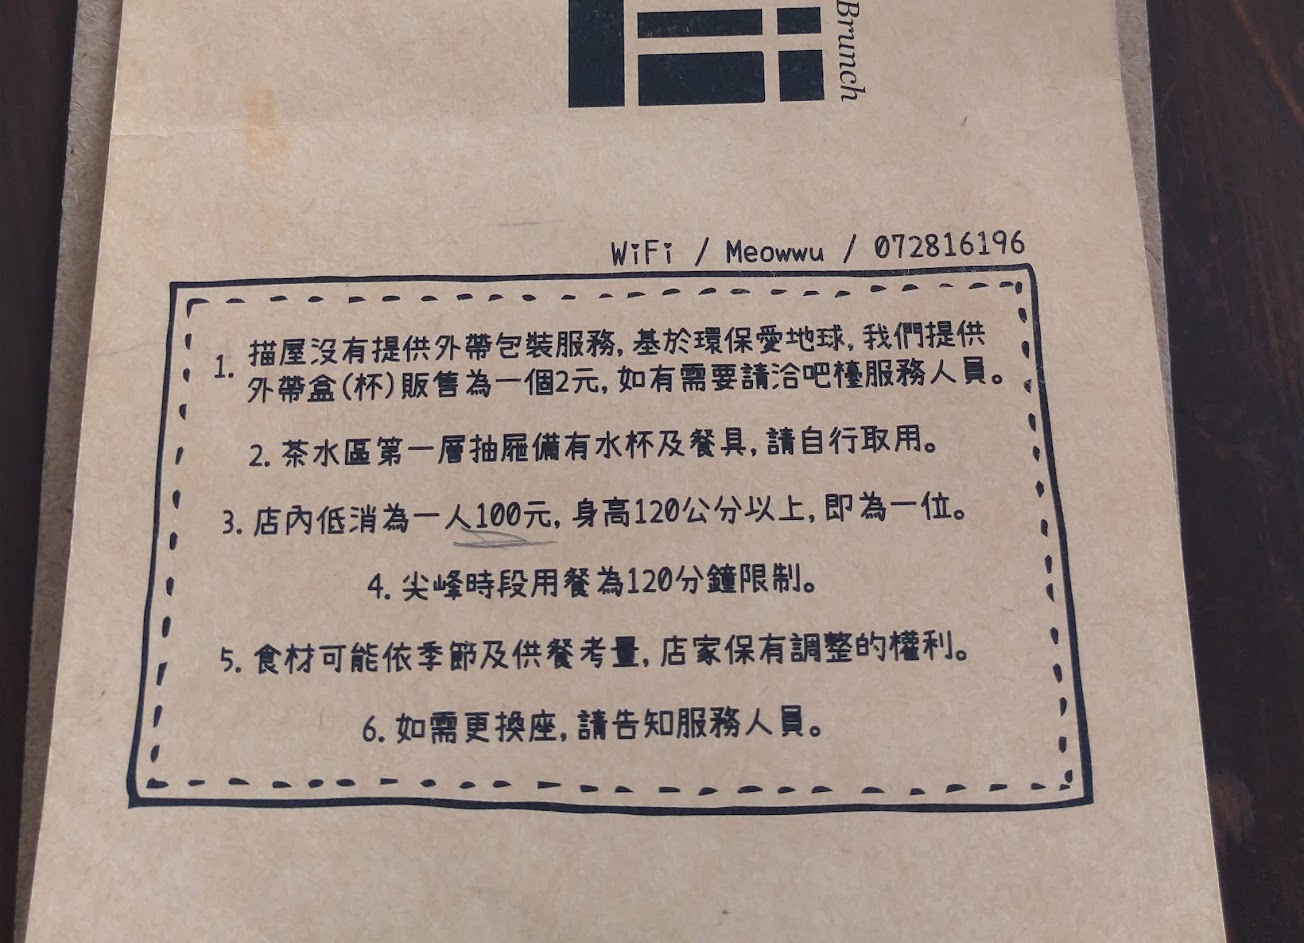 Brunch
WiFi / Meowwu / 072816196
1. 描屋沒有提供外帶包裝服務, 基於環保愛地球, 我們提供
外帶盒(杯)販售為一個2元, 如有需要請洽吧檯服務人員。
2. 茶水區第一層抽屜備有水杯及餐具, 請自行取用。
3. 店內低消為一人100元, 身高120公分以上, 即為一位。
4. 尖峰時段用餐為120分鐘限制。
5. 食材可能依季節及供餐考量, 店家保有調整的權利。
6. 如需更換座, 請告知服務人員。